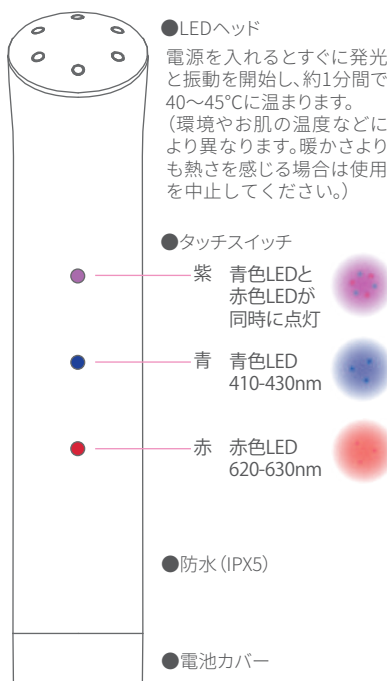 ●LEDヘッド
電源を入れるとすぐに発光
と振動を開始し、約1分間で
40〜45℃に温まります。
(環境やお肌の温度などに
より異なります。暖かさより
も熱さを感じる場合は使用
を中止してください。)
●タッチスイッチ
紫 青色LEDと
赤色LEDが
同時に点灯
青 青色LED
410-430nm
赤 赤色LED
620-630nm
●防水(IPX5)
●電池カバー